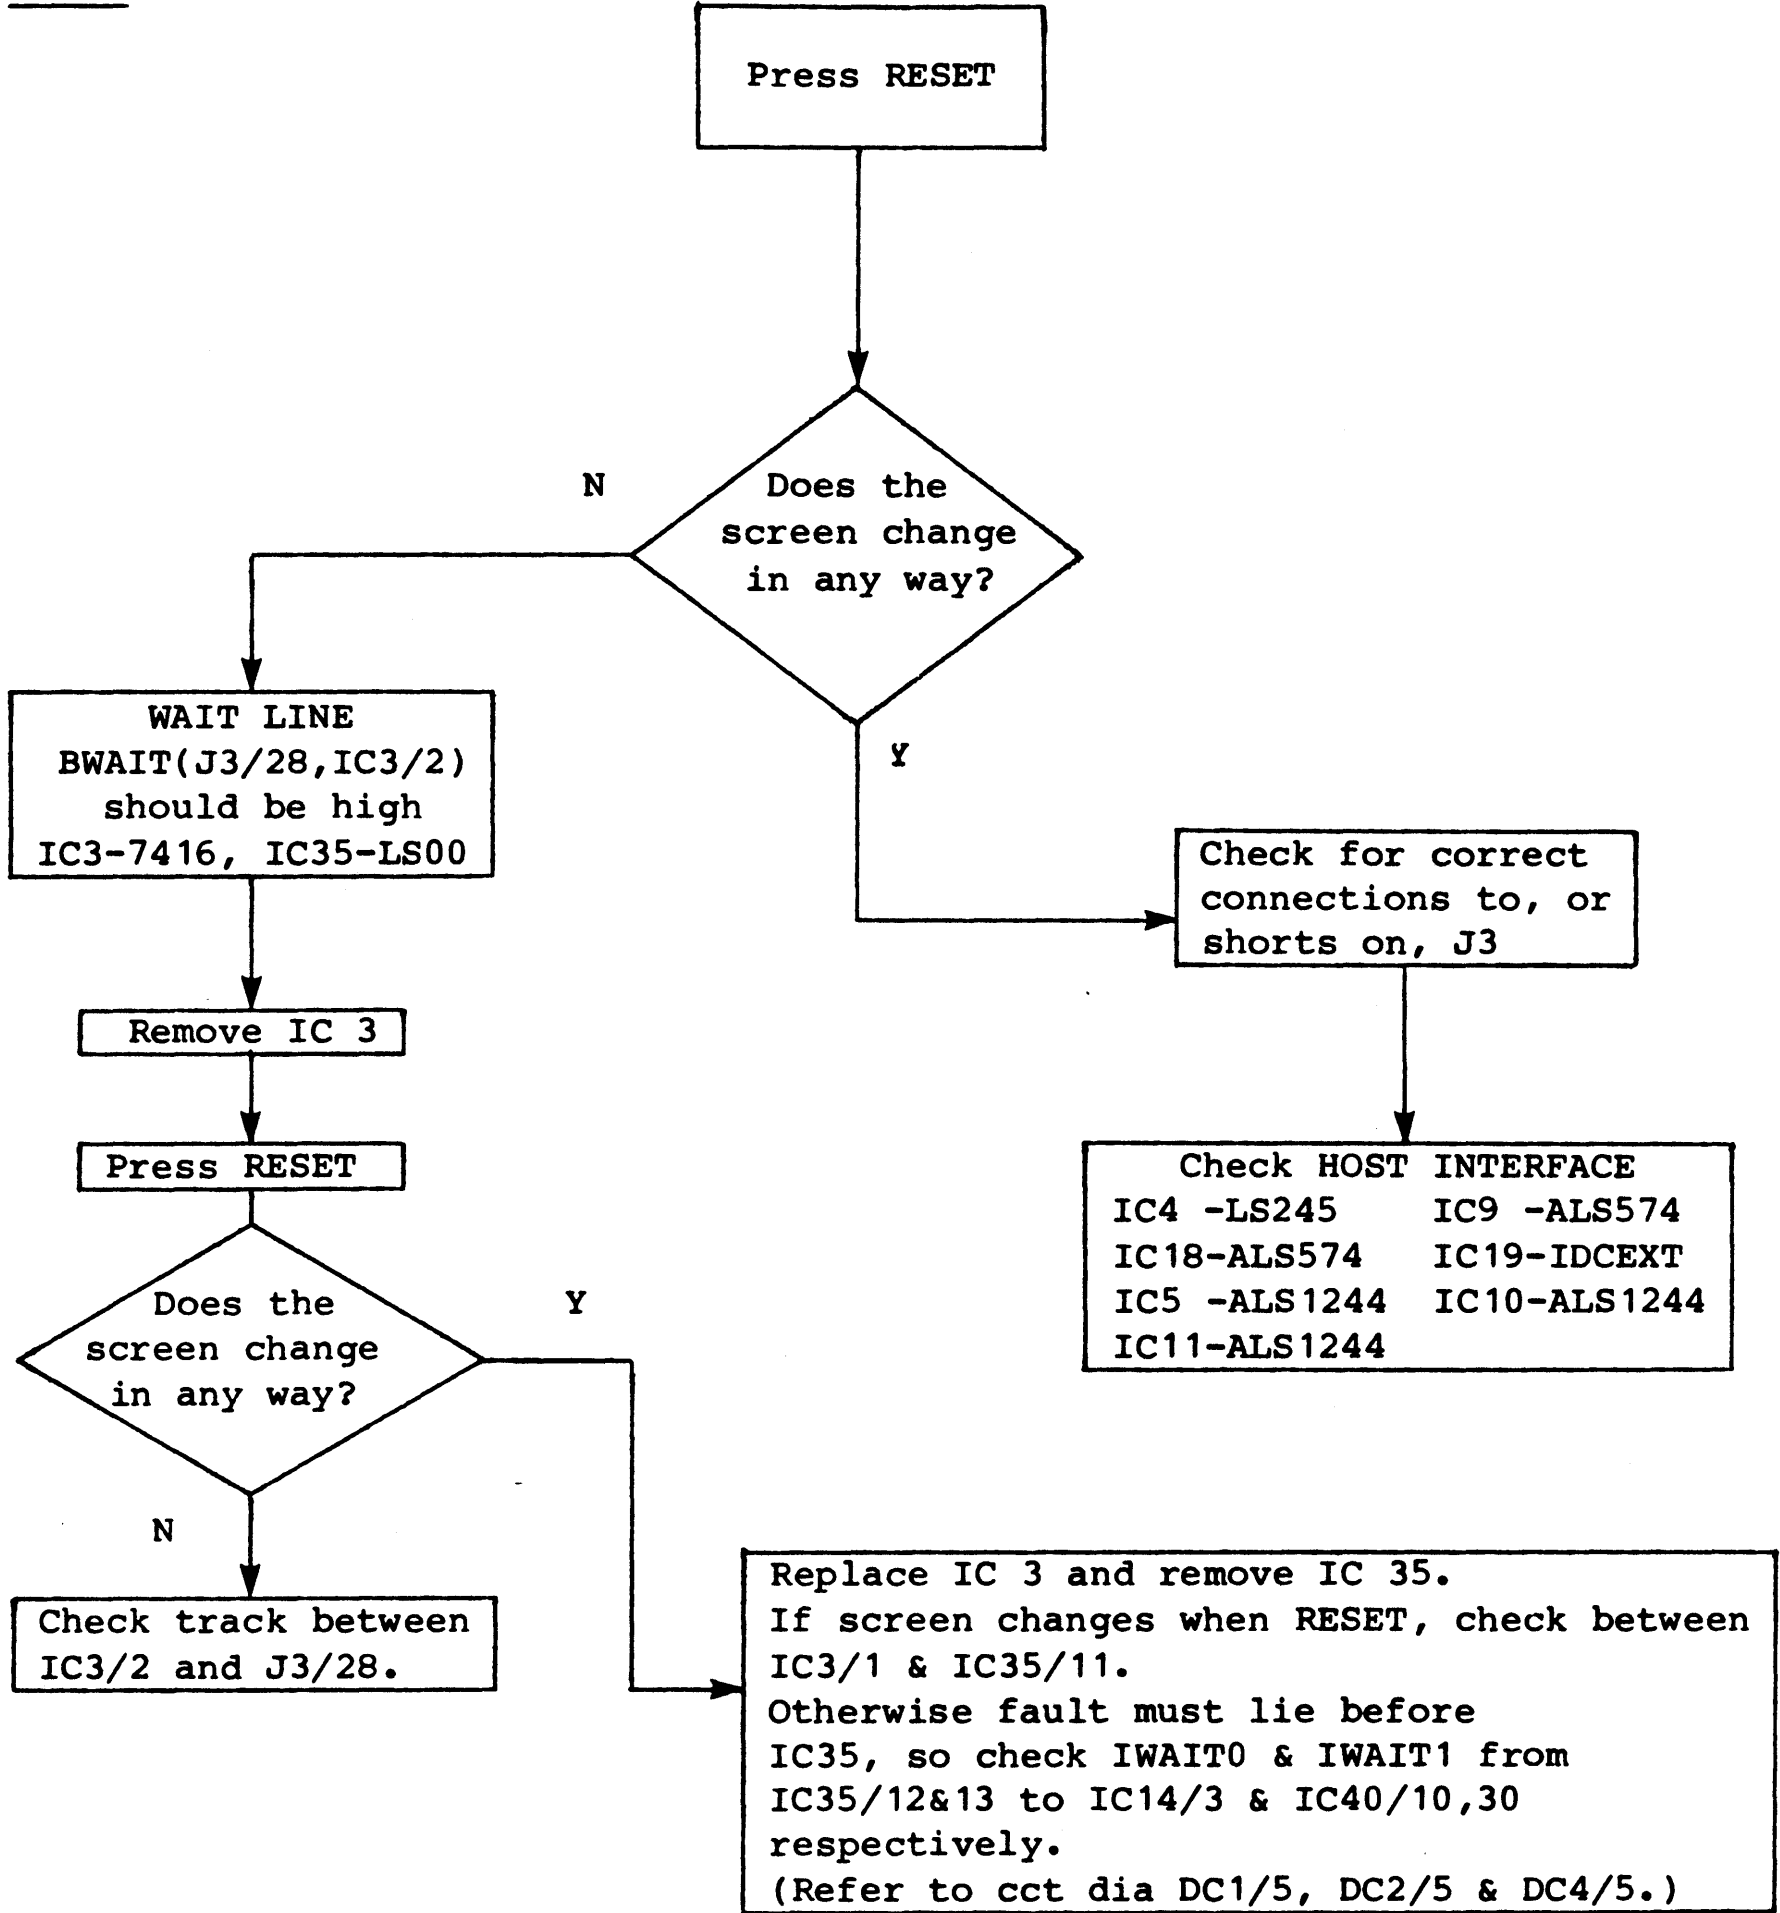 Press RESET
Does the
screen change
in any way?
N
Y
WAIT LINE
BWAIT(J3/28,IC3/2)
should be high
IC3-7416, IC35-LS00
Check for correct
connections to, or
shorts on, J3
Remove IC 3
Press RESET
Check HOST INTERFACE
IC4 -LS245 IC9 -ALS574
IC18-ALS574 IC19-IDCEXT
IC5 -ALS1244 IC10-ALS1244
IC11-ALS1244
Does the
screen change
in any way?
Y
N
Check track between
IC3/2 and J3/28.
Replace IC 3 and remove IC 35.
If screen changes when RESET, check between
IC3/1 & IC35/11.
Otherwise fault must lie before
IC35, so check IWAIT0 & IWAIT1 from
IC35/12&13 to IC14/3 & IC40/10,30
respectively.
(Refer to cct dia DC1/5, DC2/5 & DC4/5.)